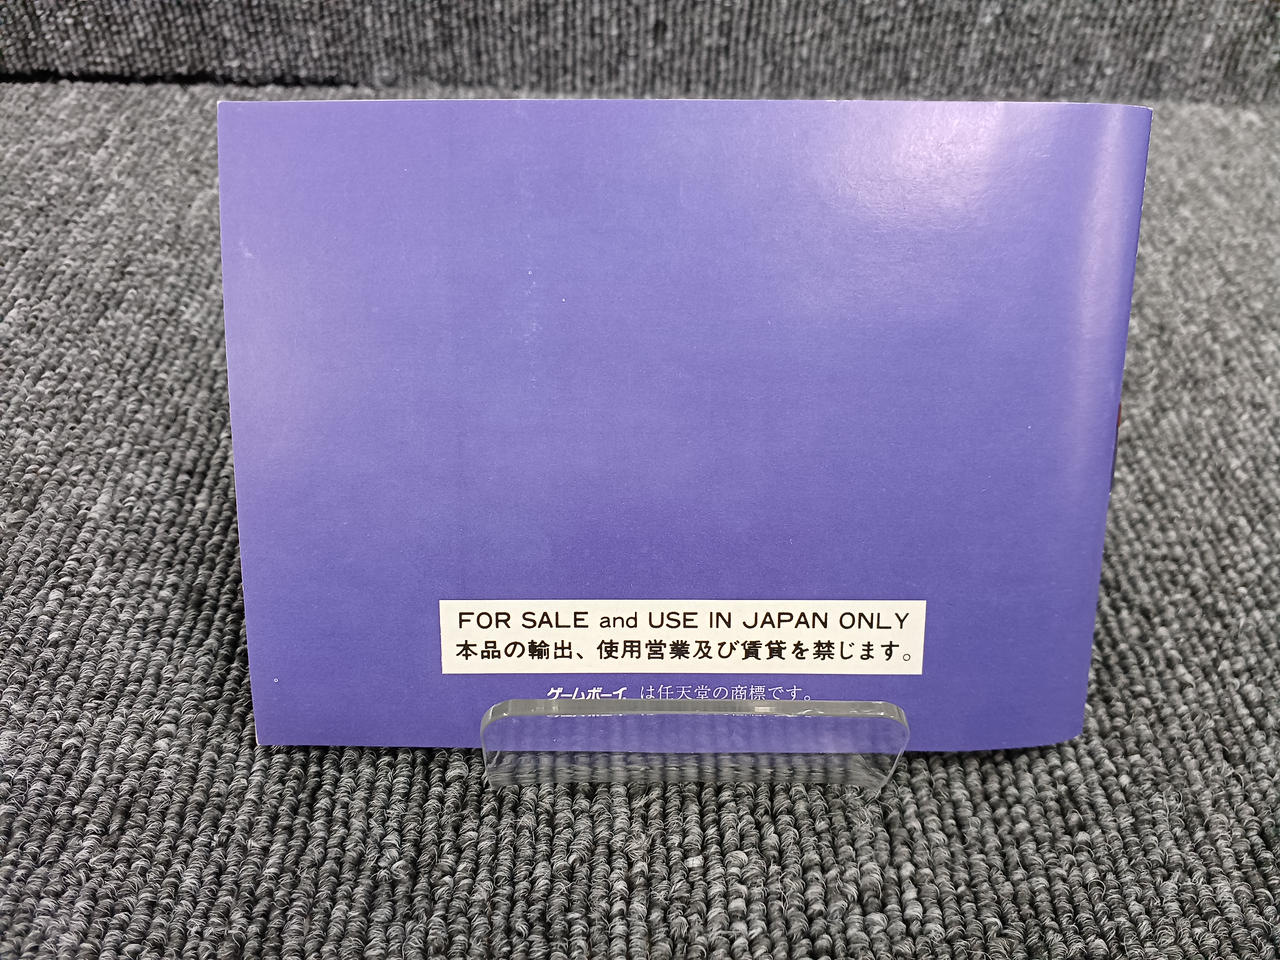 FOR SALE and USE IN JAPAN ONLY
本品の輸出、使用営業及び賃貸を禁じます。
ゲームボーイ は任天堂の商標です。